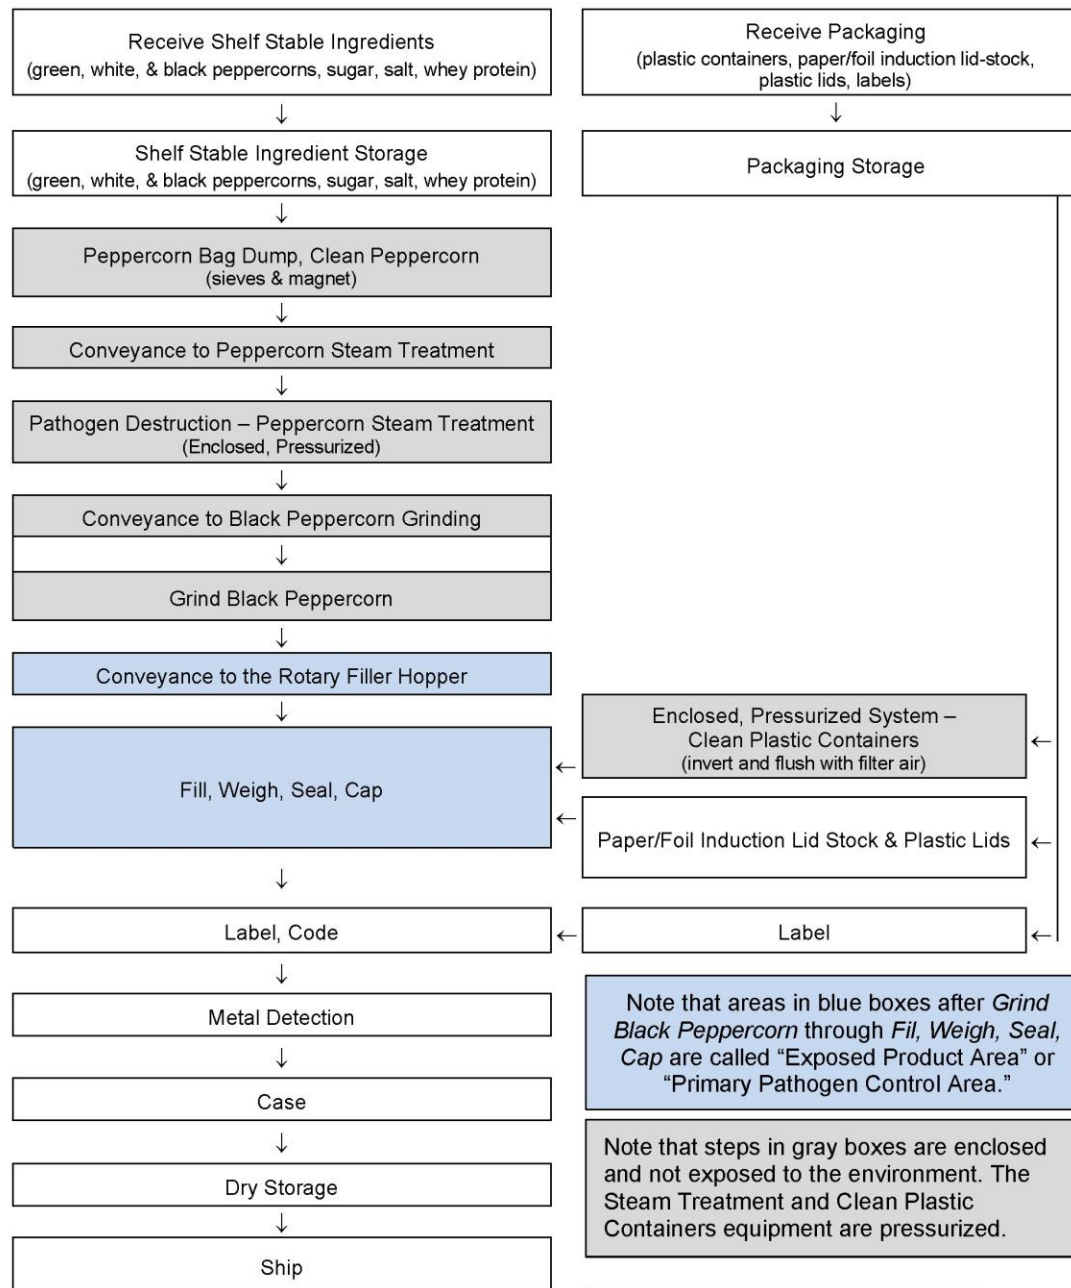 Receive Shelf Stable Ingredients
(green, white, & black peppercorns, sugar, salt, whey protein)
Receive Packaging
(plastic containers, paper/foil induction lid-stock,
plastic lids, labels)
Shelf Stable Ingredient Storage
(green, white, & black peppercorns, sugar, salt, whey protein)
Packaging Storage
Peppercorn Bag Dump, Clean Peppercorn
(sieves & magnet)
Conveyance to Peppercorn Steam Treatment
Pathogen Destruction – Peppercorn Steam Treatment
(Enclosed, Pressurized)
Conveyance to Black Peppercorn Grinding
Grind Black Peppercorn
Conveyance to the Rotary Filler Hopper
Enclosed, Pressurized System –
Clean Plastic Containers
(invert and flush with filter air)
Fill, Weigh, Seal, Cap
Paper/Foil Induction Lid Stock & Plastic Lids
Label, Code
Label
Metal Detection
Case
Dry Storage
Ship
Note that areas in blue boxes after Grind
Black Peppercorn through Fil, Weigh, Seal,
Cap are called “Exposed Product Area” or
“Primary Pathogen Control Area.”
Note that steps in gray boxes are enclosed
and not exposed to the environment. The
Steam Treatment and Clean Plastic
Containers equipment are pressurized.